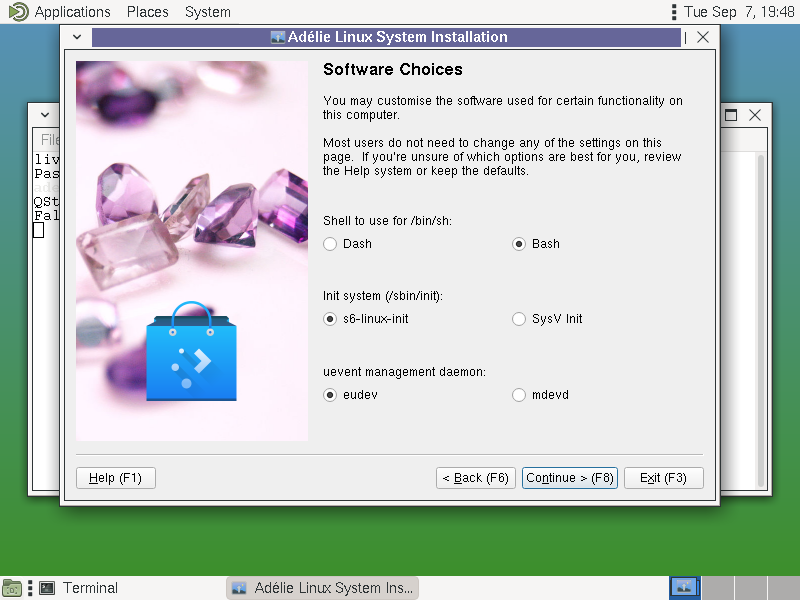 Applications Places System
Tue Sep 7, 19:48
Adélie Linux System Installation
File
liv
Pas
QSt
Fal
Software Choices
You may customise the software used for certain functionality on
this computer.
Most users do not need to change any of the settings on this
page. If you're unsure of which options are best for you, review
the Help system or keep the defaults.
Shell to use for /bin/sh:
Dash Bash
Init system (/sbin/init):
s6-linux-init SysV Init
uevent management daemon:
eudev mdevd
Help (F1) < Back (F6) Continue > (F8) Exit (F3)
Terminal Adélie Linux System Ins...